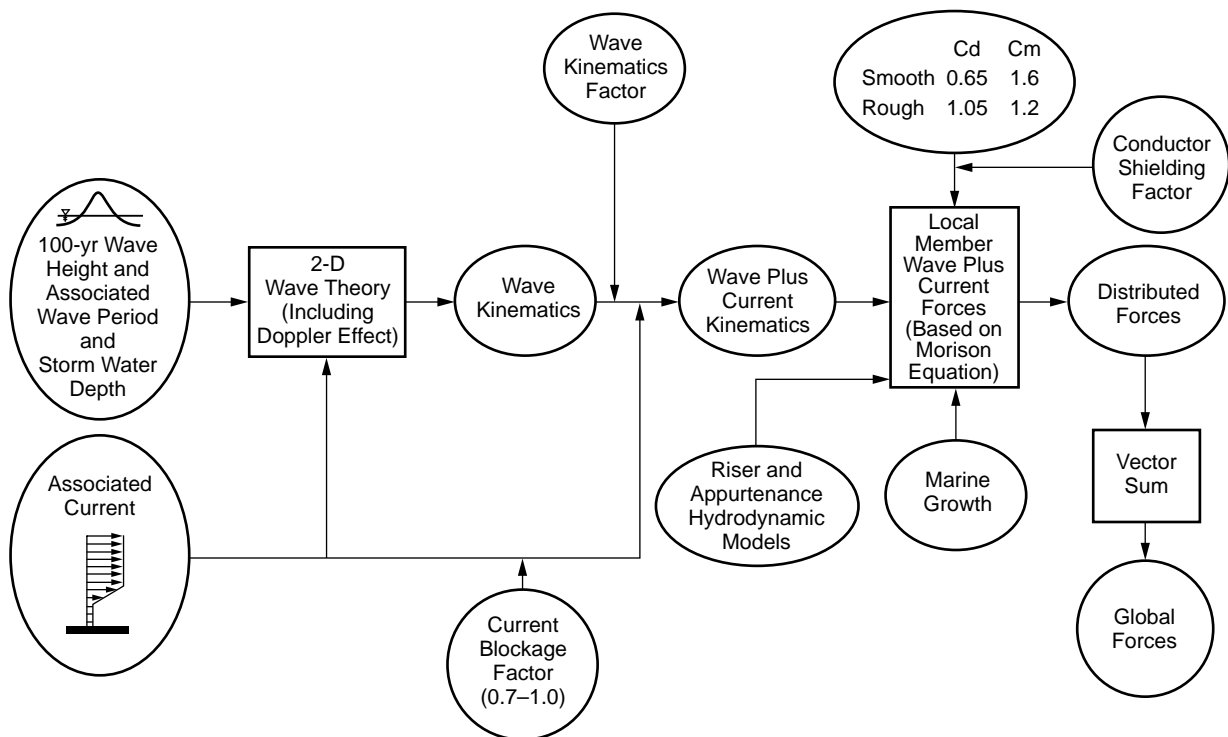 Wave
Kinematics
Factor
Cd Cm
Smooth 0.65 1.6
Rough 1.05 1.2
Conductor
Shielding
Factor
100-yr Wave
Height and
Associated
Wave Period
and
Storm Water
Depth
2-D
Wave Theory
(Including
Doppler Effect)
Wave
Kinematics
Wave Plus
Current
Kinematics
Local
Member
Wave Plus
Current
Forces
(Based on
Morison
Equation)
Distributed
Forces
Associated
Current
Riser and
Appurtenance
Hydrodynamic
Models
Marine
Growth
Vector
Sum
Current
Blockage
Factor
(0.7–1.0)
Global
Forces